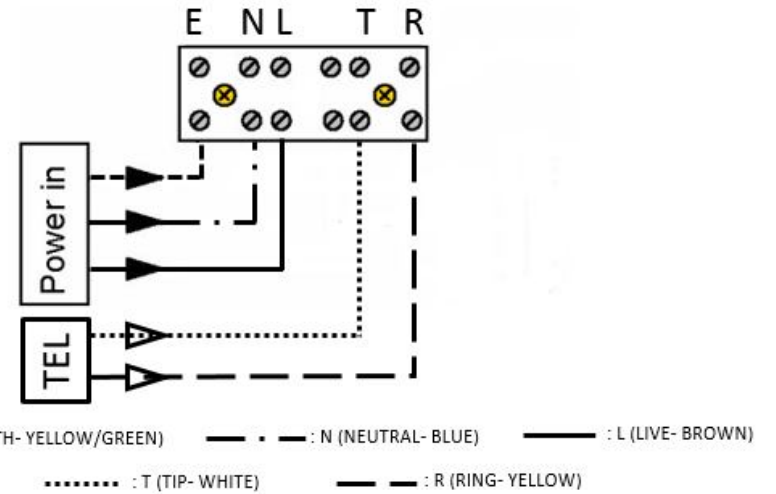 E N L T R
Power in
TEL
TH- YELLOW/GREEN) : N (NEUTRAL- BLUE) : L (LIVE- BROWN)
: T (TIP- WHITE) : R (RING- YELLOW)